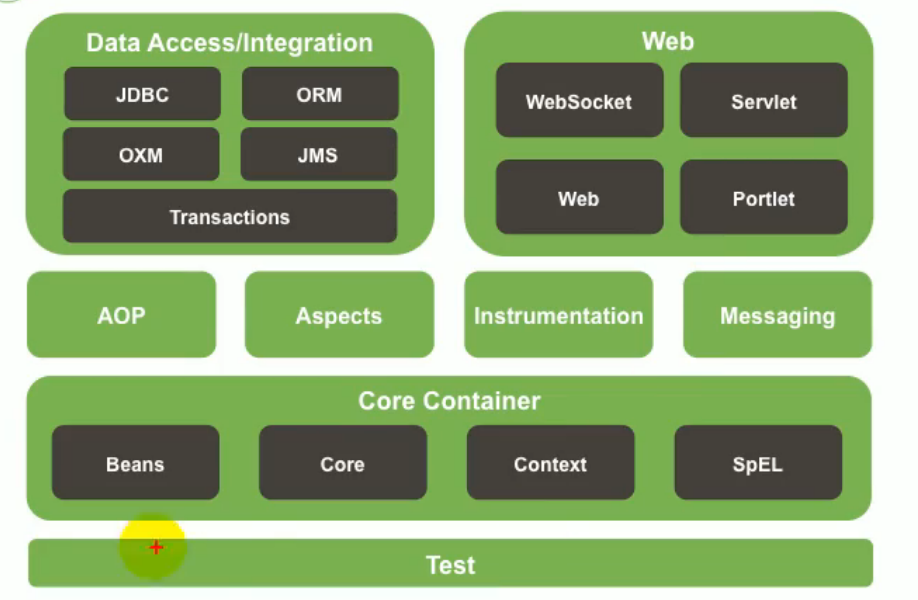 Data Access/Integration
JDBC
ORM
OXM
JMS
Transactions
Web
WebSocket
Servlet
Web
Portlet
AOP
Aspects
Instrumentation
Messaging
Core Container
Beans
Core
Context
SpEL
Test